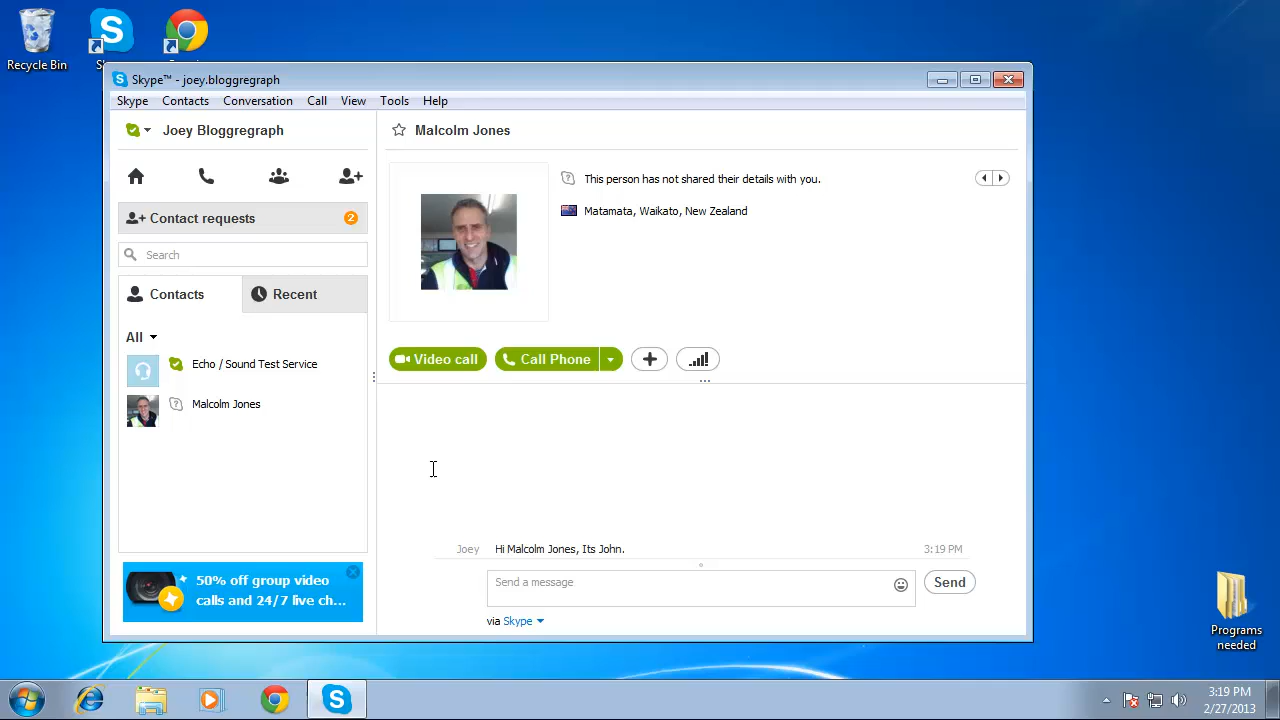 Recycle Bin
Skype™ - joey.bloggregraph
Skype Contacts Conversation Call View Tools Help
Joey Bloggregraph
Contact requests 2
Search
Contacts Recent
All
Echo / Sound Test Service
Malcolm Jones
50% off group video
calls and 24/7 live ch...
Malcolm Jones
This person has not shared their details with you.
Matamata, Waikato, New Zealand
Video call Call Phone
Joey Hi Malcolm Jones, Its John. 3:19 PM
Send a message Send
via Skype
Programs
needed
3:19 PM
2/27/2013